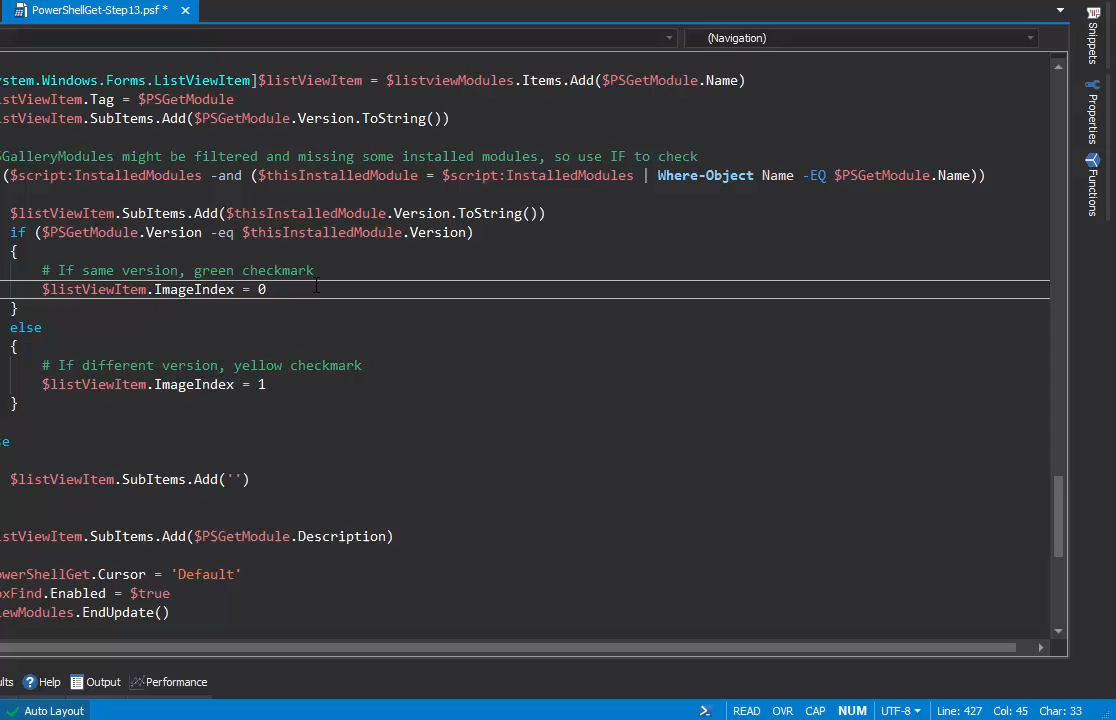 PowerShellGet-Step13.psf *
(Navigation)
ystem.Windows.Forms.ListViewItem]$listViewItem = $listviewModules.Items.Add($PSGetModule.Name)
istViewItem.Tag = $PSGetModule
istViewItem.SubItems.Add($PSGetModule.Version.ToString())
SGalleryModules might be filtered and missing some installed modules, so use IF to check
($script:InstalledModules -and ($thisInstalledModule = $script:InstalledModules | Where-Object Name -EQ $PSGetModule.Name))
$listViewItem.SubItems.Add($thisInstalledModule.Version.ToString())
if ($PSGetModule.Version -eq $thisInstalledModule.Version)
{
# If same version, green checkmark
$listViewItem.ImageIndex = 0
}
else
{
# If different version, yellow checkmark
$listViewItem.ImageIndex = 1
}
se
$listViewItem.SubItems.Add('')
istViewItem.SubItems.Add($PSGetModule.Description)
owerShellGet.Cursor = 'Default'
oxFind.Enabled = $true
iewModules.EndUpdate()
Snippets
Properties
Functions
ults Help Output Performance
Auto Layout READ OVR CAP NUM UTF-8 Line: 427 Col: 45 Char: 33